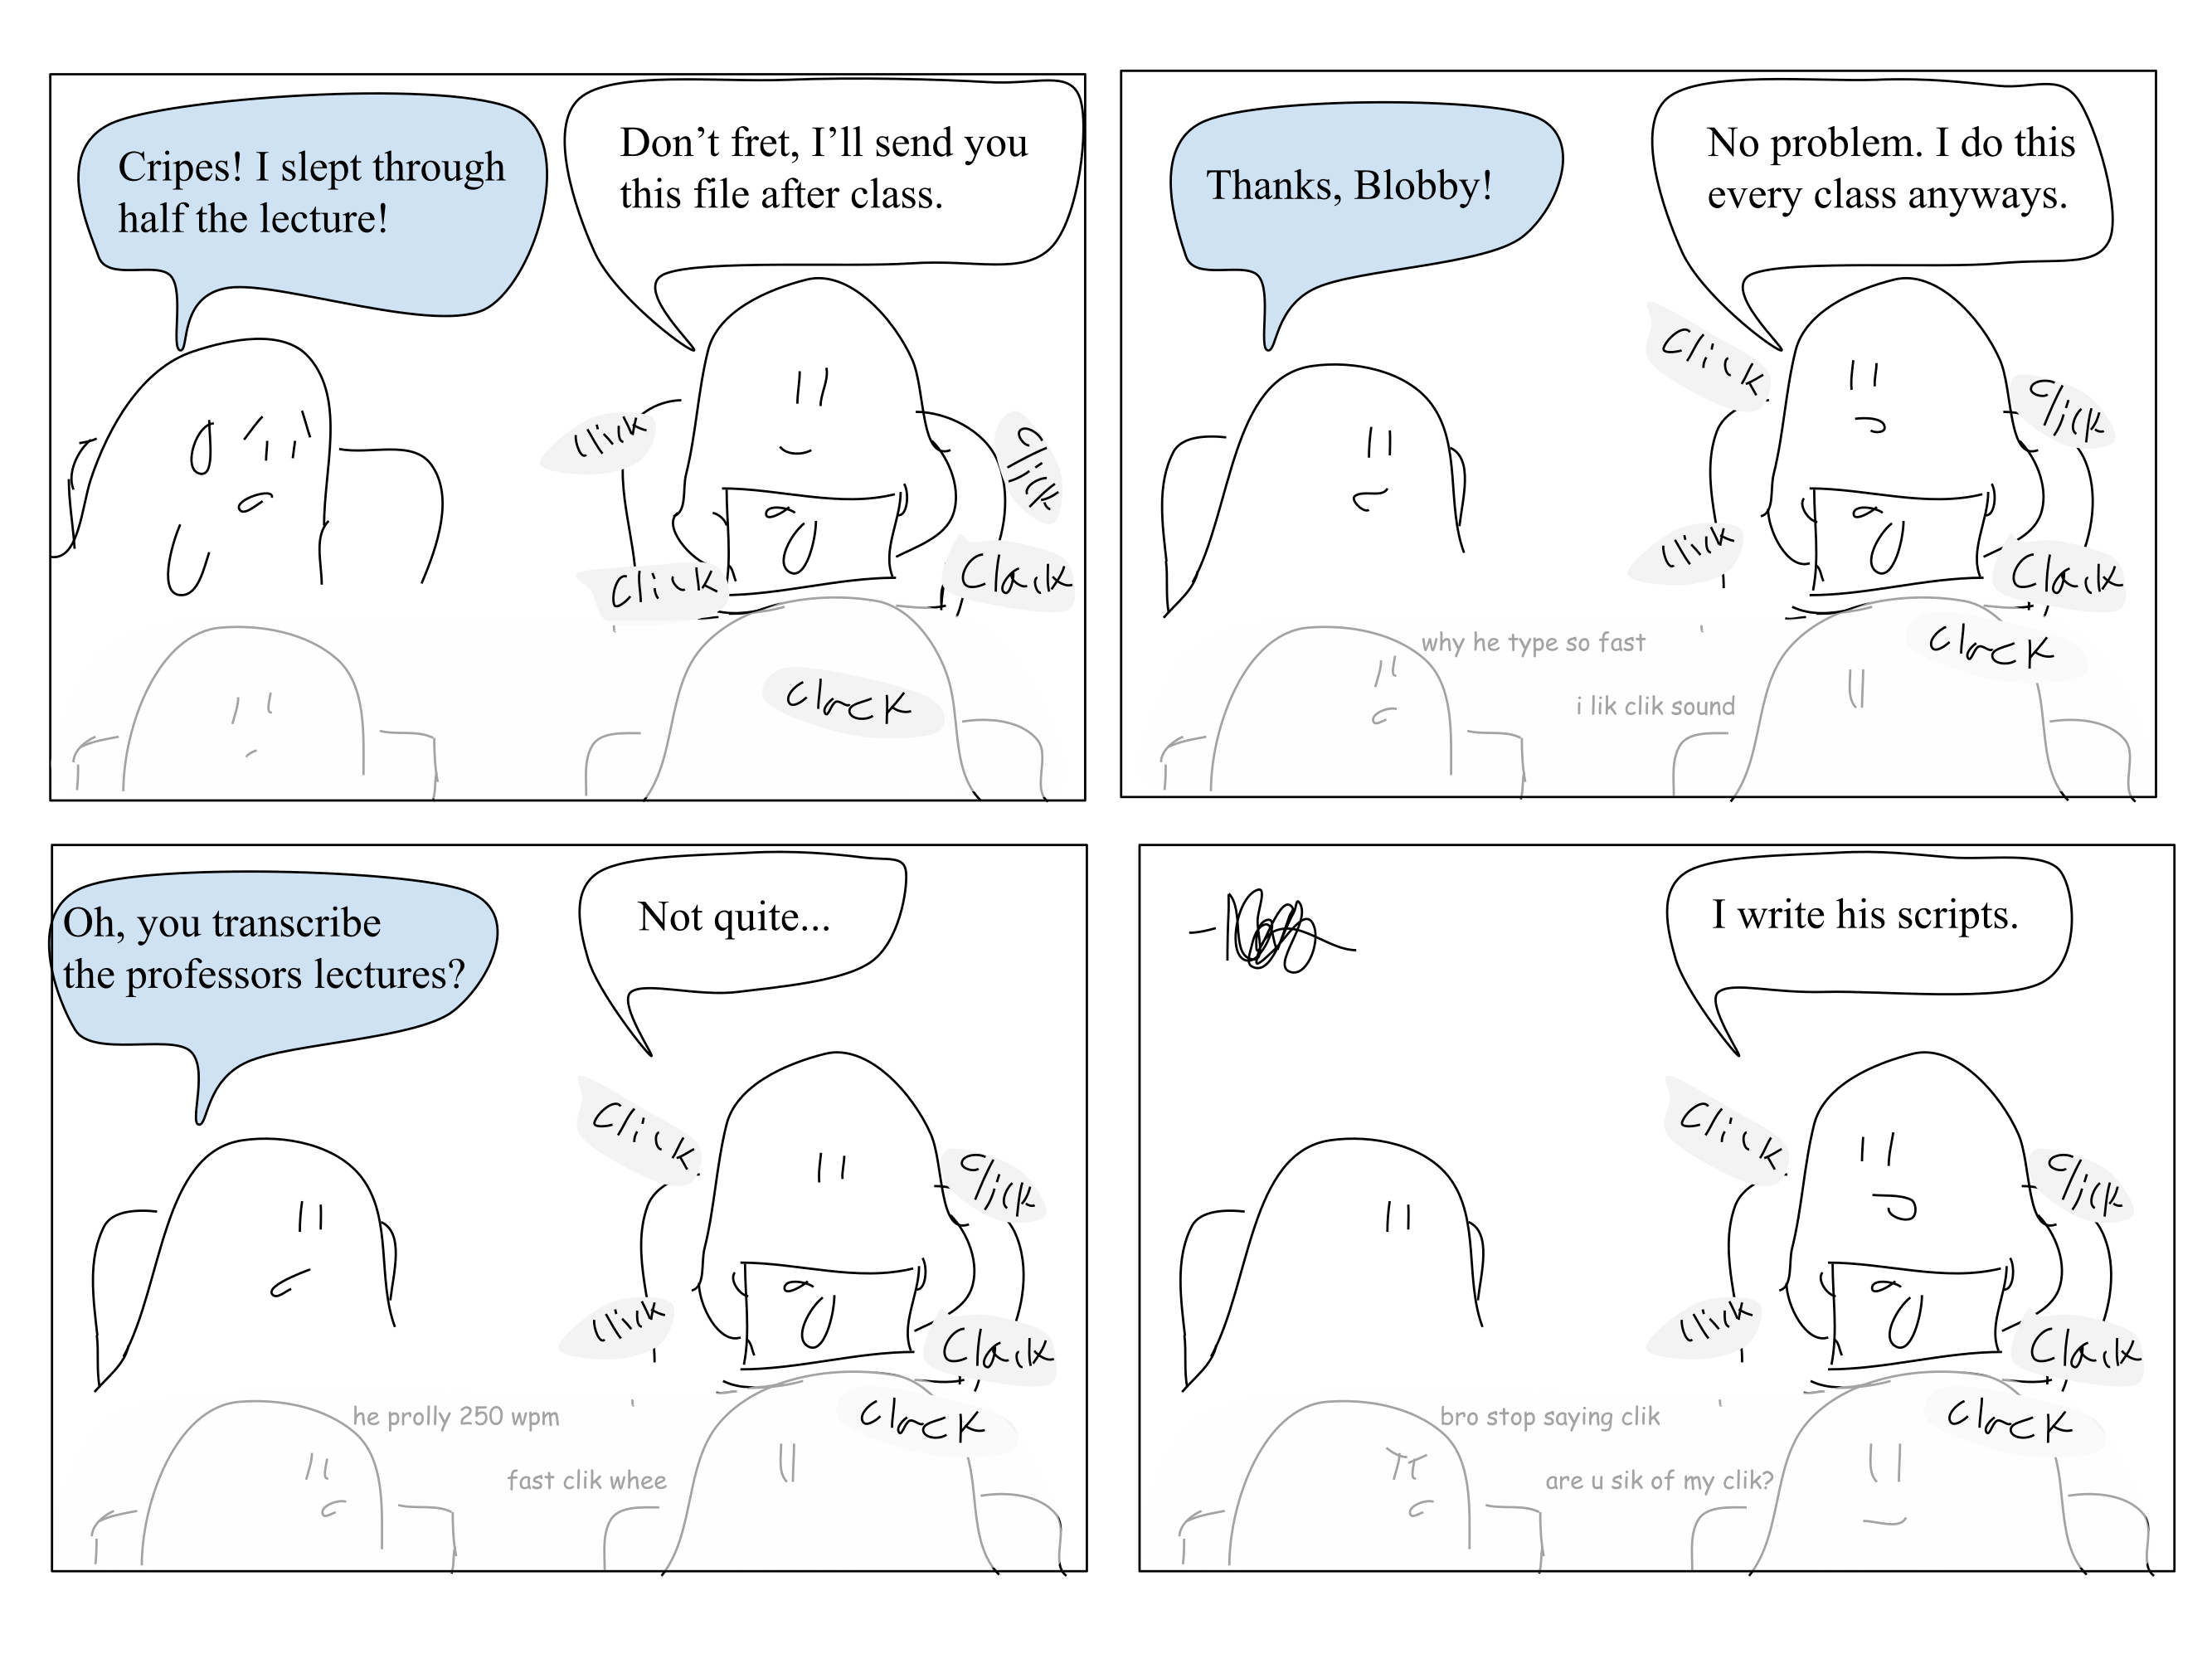 Cripes! I slept through
half the lecture!
Don't fret, I'll send you
this file after class.
Click
Click
Click
Clack
Clack
Thanks, Blobby!
No problem. I do this
every class anyways.
Click
Click
Click
Clack
Clack
why he type so fast
i lik clik sound
Oh, you transcribe
the professors lectures?
Not quite...
Click
Click
Click
Clack
Clack
he prolly 250 wpm
fast clik whee
I write his scripts.
Click
Click
Click
Clack
Clack
bro stop saying clik
are u sik of my clik?